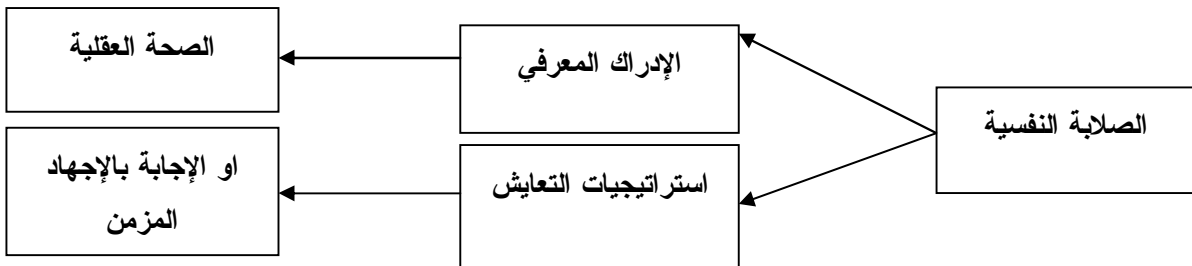 الصلابة النفسية
الإدراك المعرفي
الصحة العقلية
استراتيجيات التعايش
او الإجابة بالإجهاد
المزمن